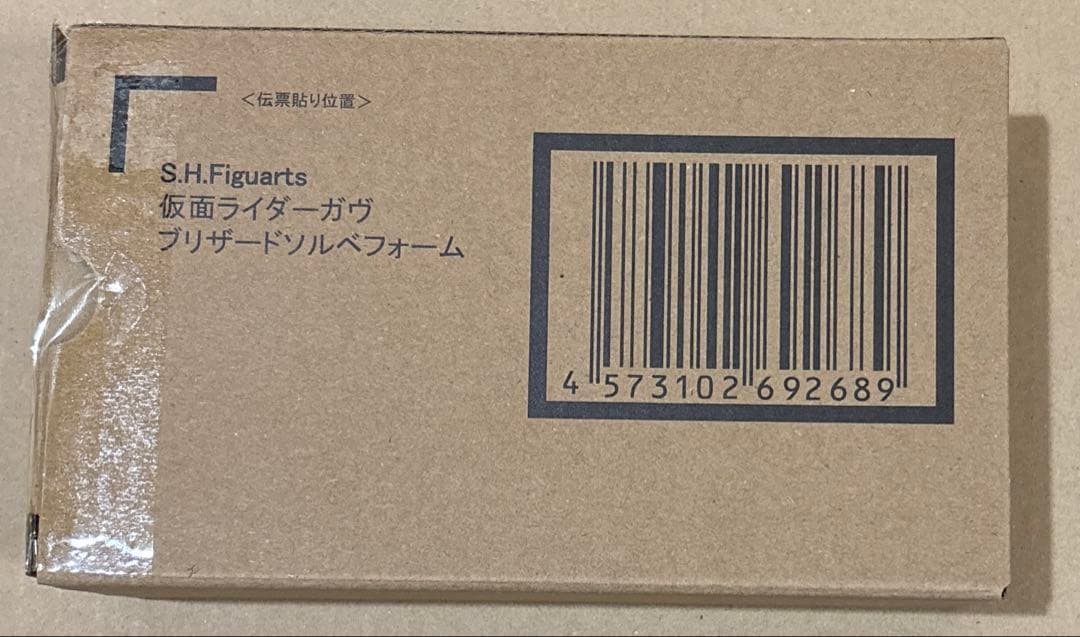 ＜伝票貼り位置＞
S.H.Figuarts
仮面ライダーガヴ
ブリザードソルベフォーム
4 573102 692689